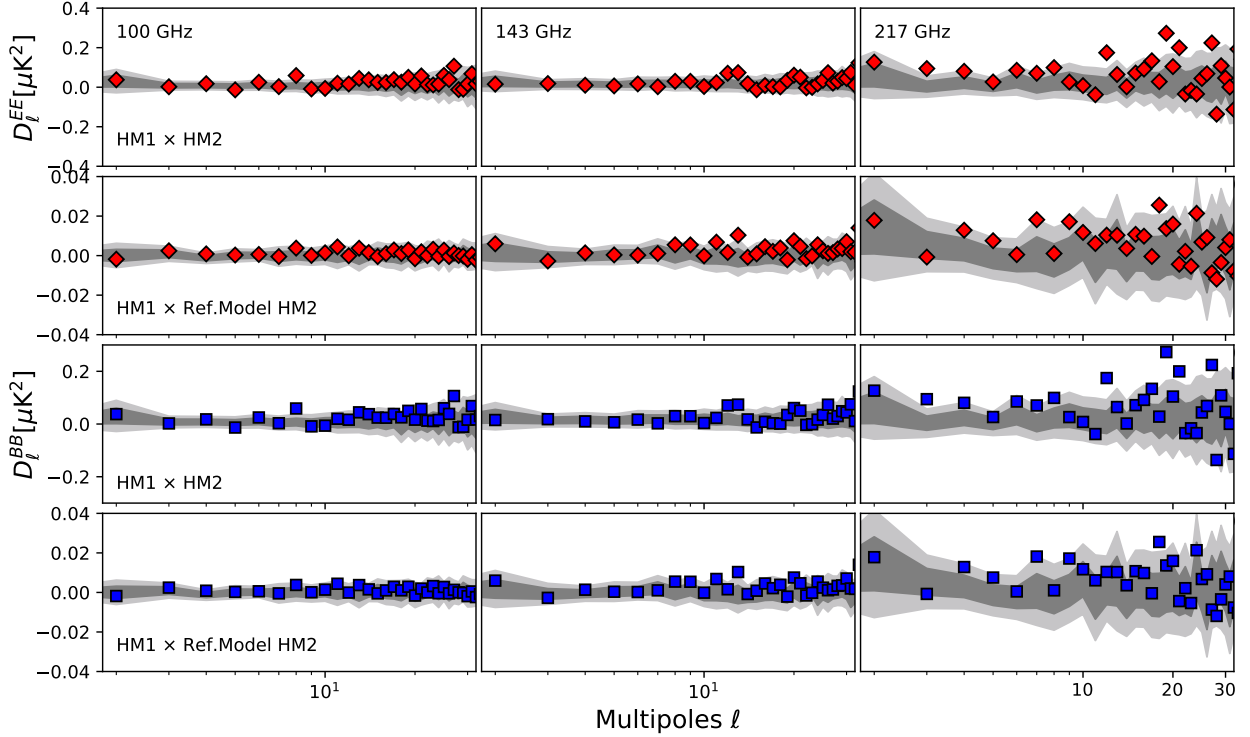 100 GHz 143 GHz 217 GHz
0.4
0.2
0.0
−0.2
−0.4
D_ℓ^{EE} [μK²]
HM1 × HM2
0.04
0.02
0.00
−0.02
−0.04
HM1 × Ref.Model HM2
0.2
0.0
−0.2
D_ℓ^{BB} [μK²]
HM1 × HM2
0.04
0.02
0.00
−0.02
−0.04
HM1 × Ref.Model HM2
10¹ 10¹ 10 20 30
Multipoles ℓ